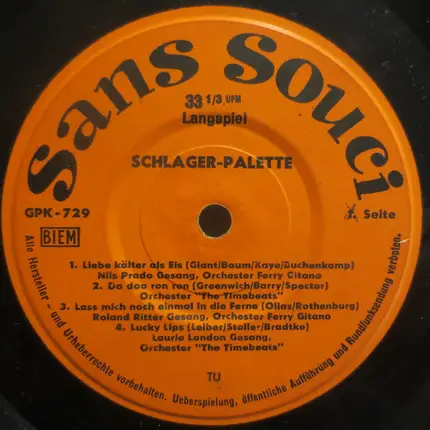 Sans Souci
33 1/3 UPM
Langspiel
SCHLAGER-PALETTE
GPK-729
BIEM
1. Seite
1. Liebe kälter als Eis (Giant/Baum/Kaye/Buchenkamp)
Nils Prado Gesang, Orchester Ferry Gitano
2. Da doo ron ron (Greenwich/Barry/Spector)
Orchester "The Timebeats"
3. Lass mich noch einmal in die Ferne (Olias/Rothenburg)
Roland Ritter Gesang, Orchester Ferry Gitano
4. Lucky Lips (Leiber/Stoller-Bradtke)
Laurie London Gesang,
Orchester "The Timebeats"
TU
Alle Hersteller- und Urheberrechte vorbehalten. Ueberspielung, öffentliche Aufführung und Rundfunksendung verboten.